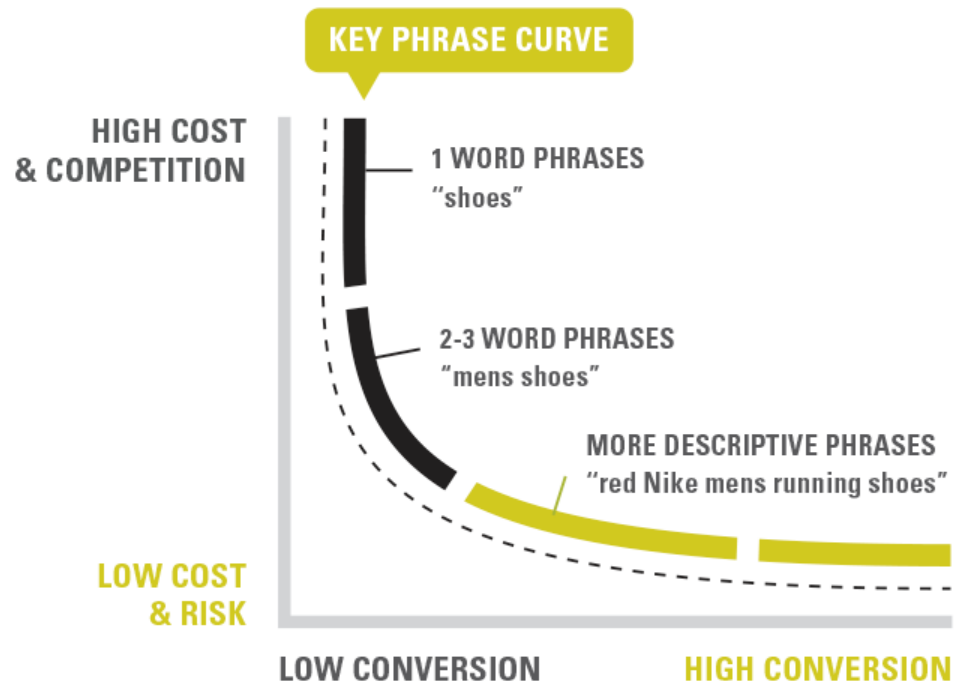 KEY PHRASE CURVE
HIGH COST
& COMPETITION
1 WORD PHRASES
“shoes”
2-3 WORD PHRASES
“mens shoes”
MORE DESCRIPTIVE PHRASES
“red Nike mens running shoes”
LOW COST
& RISK
LOW CONVERSION
HIGH CONVERSION